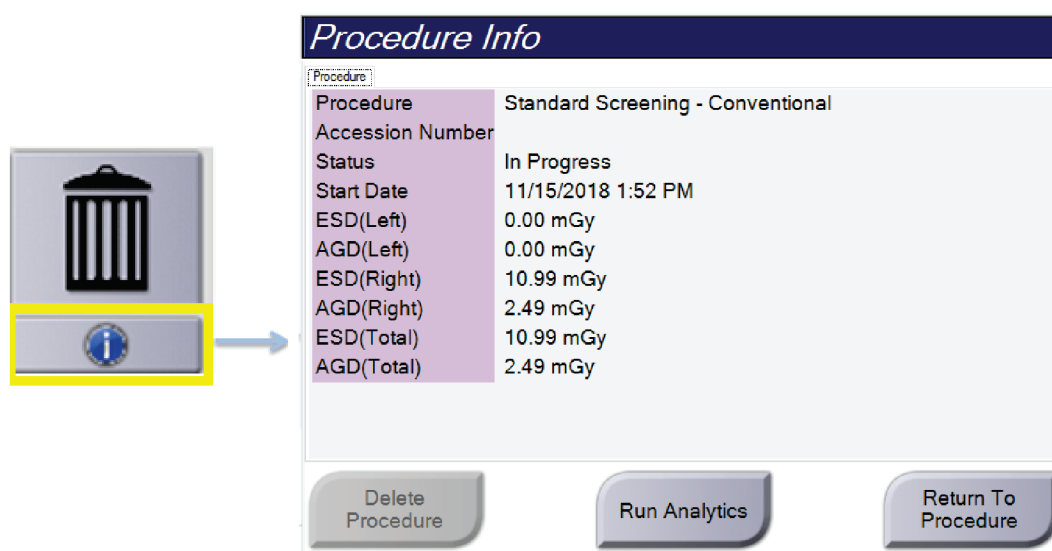 Procedure Info
Procedure
Procedure Standard Screening - Conventional
Accession Number
Status In Progress
Start Date 11/15/2018 1:52 PM
ESD(Left) 0.00 mGy
AGD(Left) 0.00 mGy
ESD(Right) 10.99 mGy
AGD(Right) 2.49 mGy
ESD(Total) 10.99 mGy
AGD(Total) 2.49 mGy
Delete
Procedure
Run Analytics
Return To
Procedure